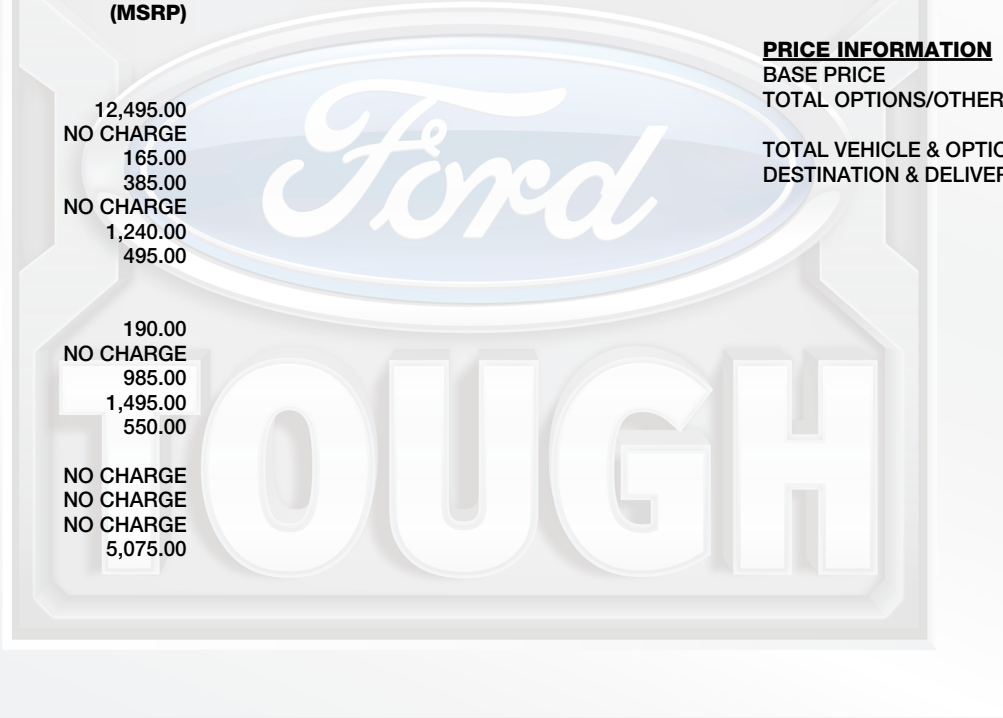 (MSRP)
12,495.00
NO CHARGE
165.00
385.00
NO CHARGE
1,240.00
495.00
190.00
NO CHARGE
985.00
1,495.00
550.00
NO CHARGE
NO CHARGE
NO CHARGE
5,075.00
PRICE INFORMATION
BASE PRICE
TOTAL OPTIONS/OTHER
TOTAL VEHICLE & OPTIO
DESTINATION & DELIVER
Ford
TOUGH